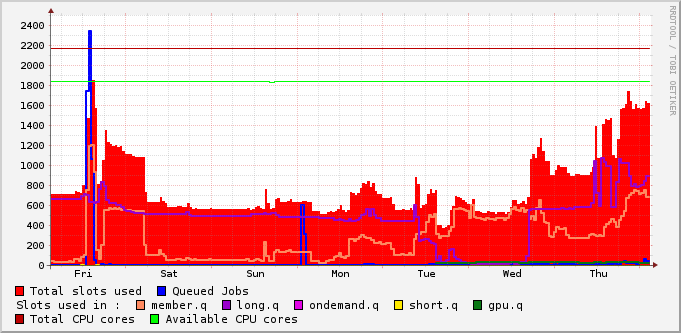 RRDTOOL / TOBI OETIKER
2400
2200
2000
1800
1600
1400
1200
1000
800
600
400
200
0
Fri Sat Sun Mon Tue Wed Thu
Total slots used Queued Jobs
Slots used in : member.q long.q ondemand.q short.q gpu.q
Total CPU cores Available CPU cores